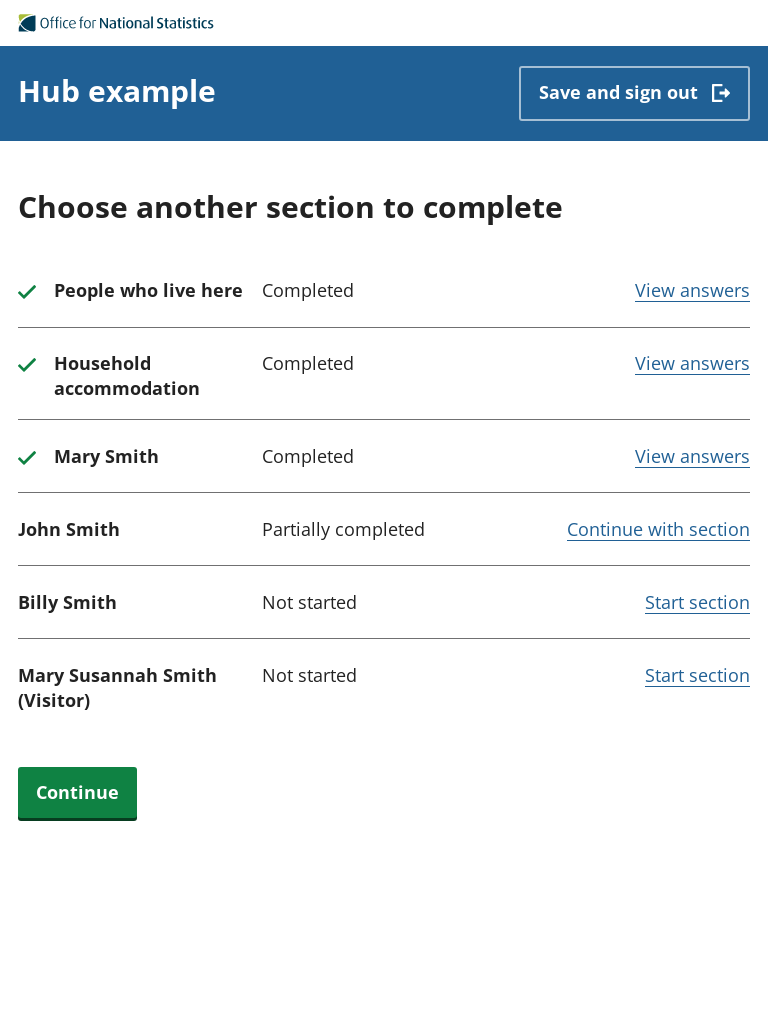 Office for National Statistics
Hub example
Save and sign out
Choose another section to complete
People who live here Completed View answers
Household Completed View answers
accommodation
Mary Smith Completed View answers
John Smith Partially completed Continue with section
Billy Smith Not started Start section
Mary Susannah Smith Not started Start section
(Visitor)
Continue